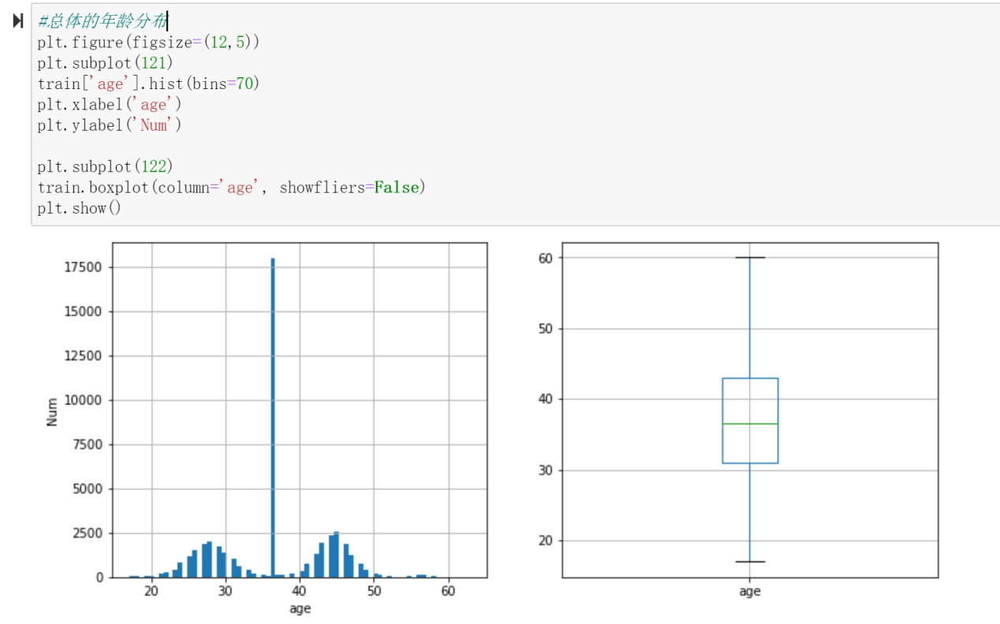 #总体的年龄分布
plt.figure(figsize=(12,5))
plt.subplot(121)
train['age'].hist(bins=70)
plt.xlabel('age')
plt.ylabel('Num')
plt.subplot(122)
train.boxplot(column='age', showfliers=False)
plt.show()
17500
15000
12500
10000
7500
5000
2500
0
Num
20 30 40 50 60
age
60
50
40
30
20
age